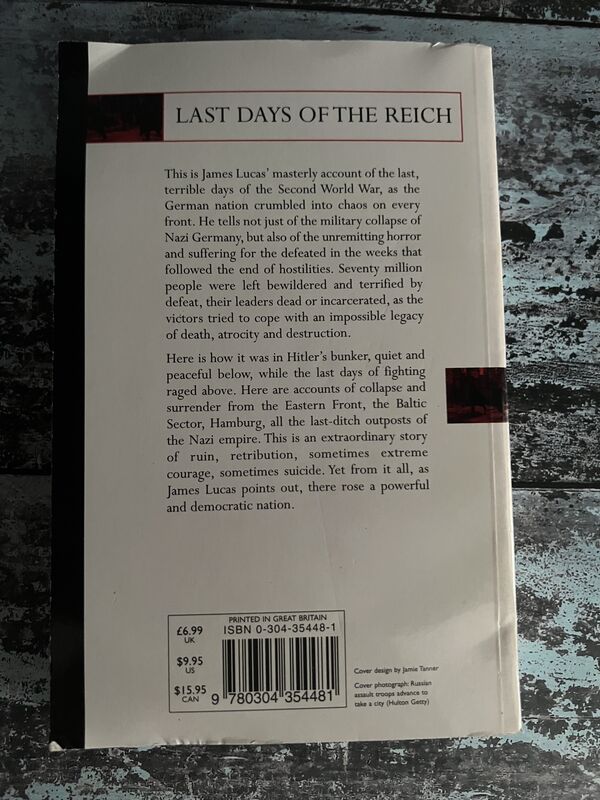 LAST DAYS OF THE REICH
This is James Lucas' masterly account of the last,
terrible days of the Second World War, as the
German nation crumbled into chaos on every
front. He tells not just of the military collapse of
Nazi Germany, but also of the unremitting horror
and suffering for the defeated in the weeks that
followed the end of hostilities. Seventy million
people were left bewildered and terrified by
defeat, their leaders dead or incarcerated, as the
victors tried to cope with an impossible legacy
of death, atrocity and destruction.
Here is how it was in Hitler's bunker, quiet and
peaceful below, while the last days of fighting
raged above. Here are accounts of collapse and
surrender from the Eastern Front, the Baltic
Sector, Hamburg, all the last-ditch outposts of
the Nazi empire. This is an extraordinary story
of ruin, retribution, sometimes extreme
courage, sometimes suicide. Yet from it all, as
James Lucas points out, there rose a powerful
and democratic nation.
PRINTED IN GREAT BRITAIN
ISBN 0-304-35448-1
£6.99
UK
$9.95
US
$15.95
CAN
9 780304 354481
Cover design by Jamie Tanner
Cover photograph: Russian
assault troops advance to
take a city (Hulton Getty)